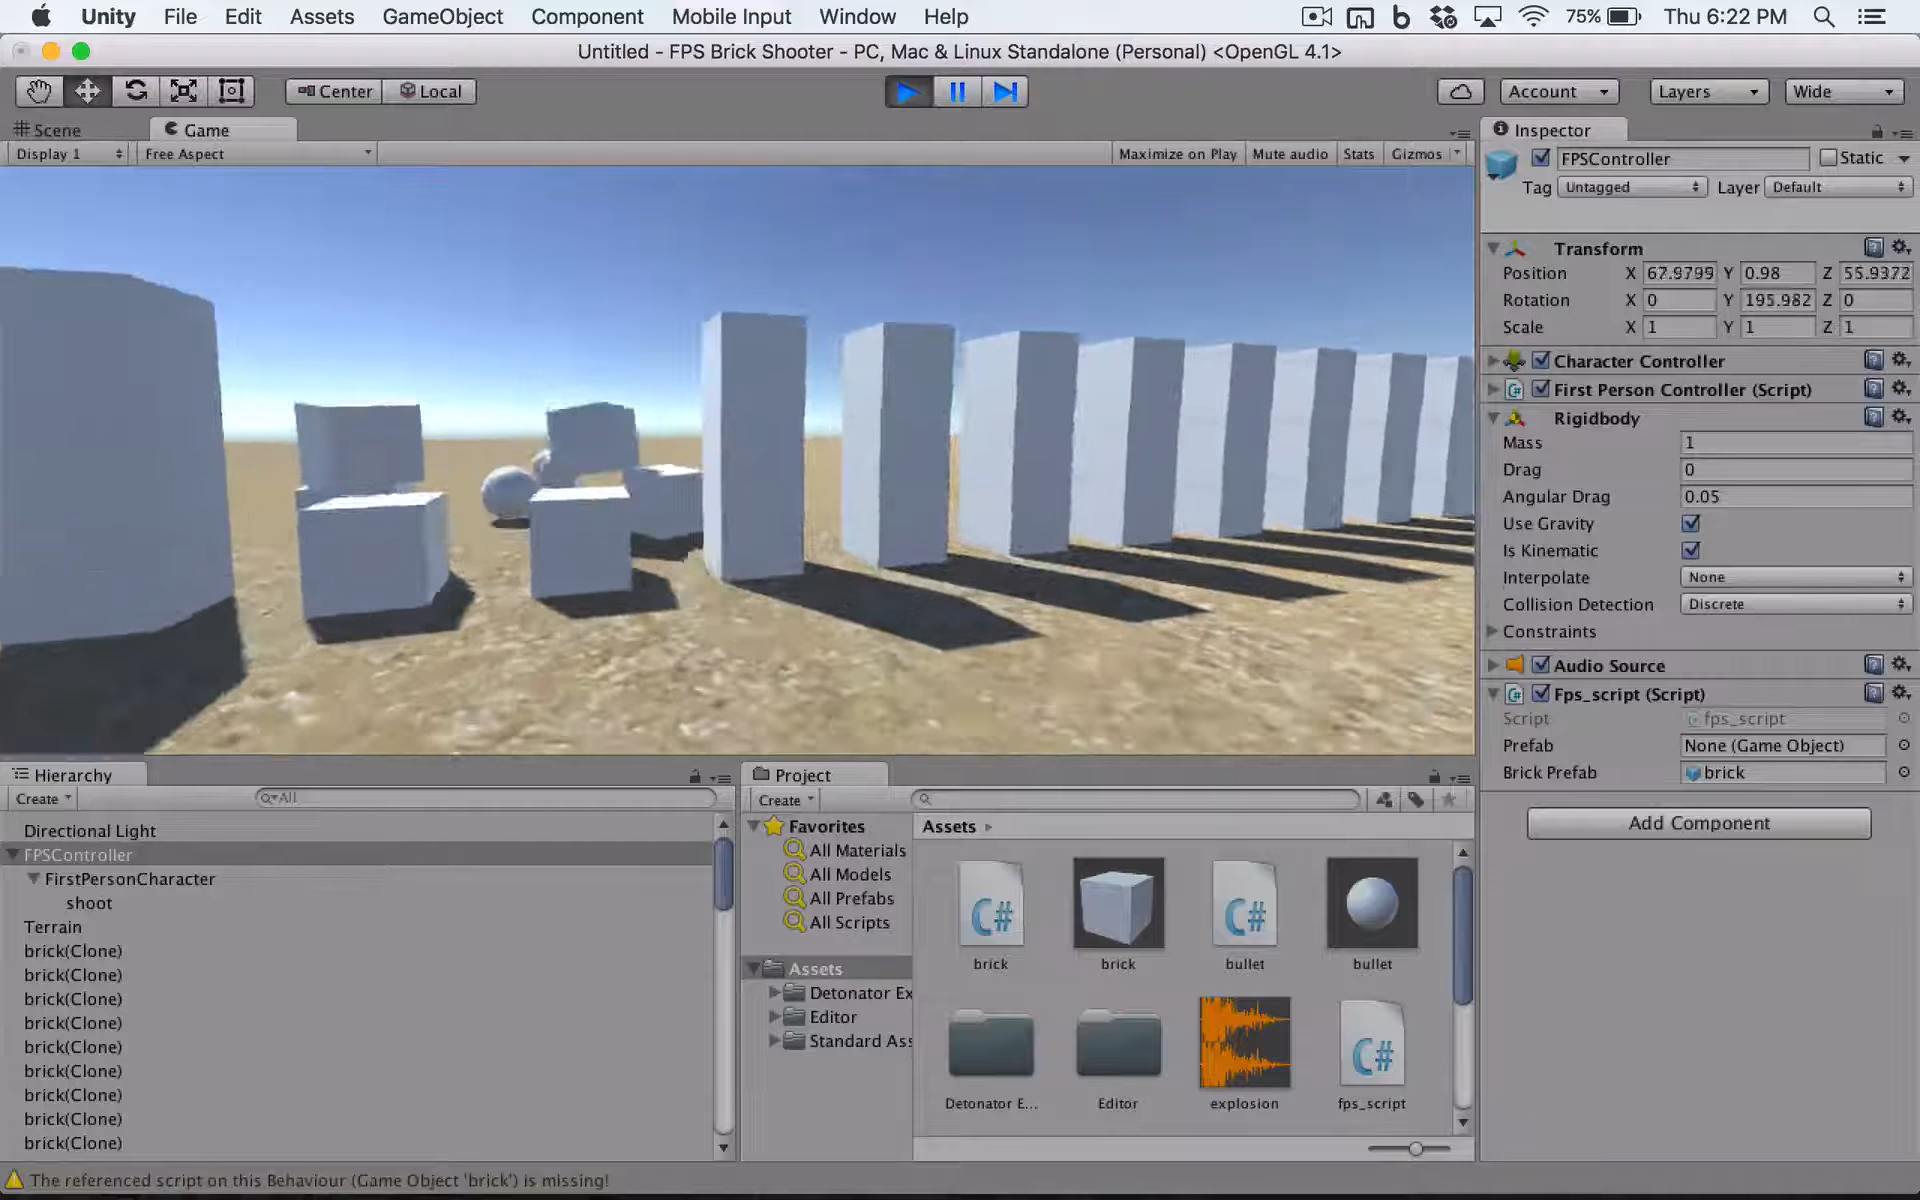 Unity File Edit Assets GameObject Component Mobile Input Window Help 75% Thu 6:22 PM
Untitled - FPS Brick Shooter - PC, Mac & Linux Standalone (Personal) <OpenGL 4.1>
Center Local Account Layers Wide
Scene Game
Display 1 Free Aspect Maximize on Play Mute audio Stats Gizmos
Inspector
FPSController Static
Tag Untagged Layer Default
Transform
Position X 67.9799 Y 0.98 Z 55.9372
Rotation X 0 Y 195.982 Z 0
Scale X 1 Y 1 Z 1
Character Controller
First Person Controller (Script)
Rigidbody
Mass 1
Drag 0
Angular Drag 0.05
Use Gravity
Is Kinematic
Interpolate None
Collision Detection Discrete
Constraints
Audio Source
Fps_script (Script)
Script fps_script
Prefab None (Game Object)
Brick Prefab brick
Add Component
Hierarchy
Create All
Directional Light
FPSController
FirstPersonCharacter
shoot
Terrain
brick(Clone)
brick(Clone)
brick(Clone)
brick(Clone)
brick(Clone)
brick(Clone)
brick(Clone)
brick(Clone)
brick(Clone)
Project
Create
Favorites
All Materials
All Models
All Prefabs
All Scripts
Assets
Detonator Ex
Editor
Standard Ass
Assets
C# C#
brick brick bullet bullet
C#
Detonator E... Editor explosion fps_script
The referenced script on this Behaviour (Game Object 'brick') is missing!